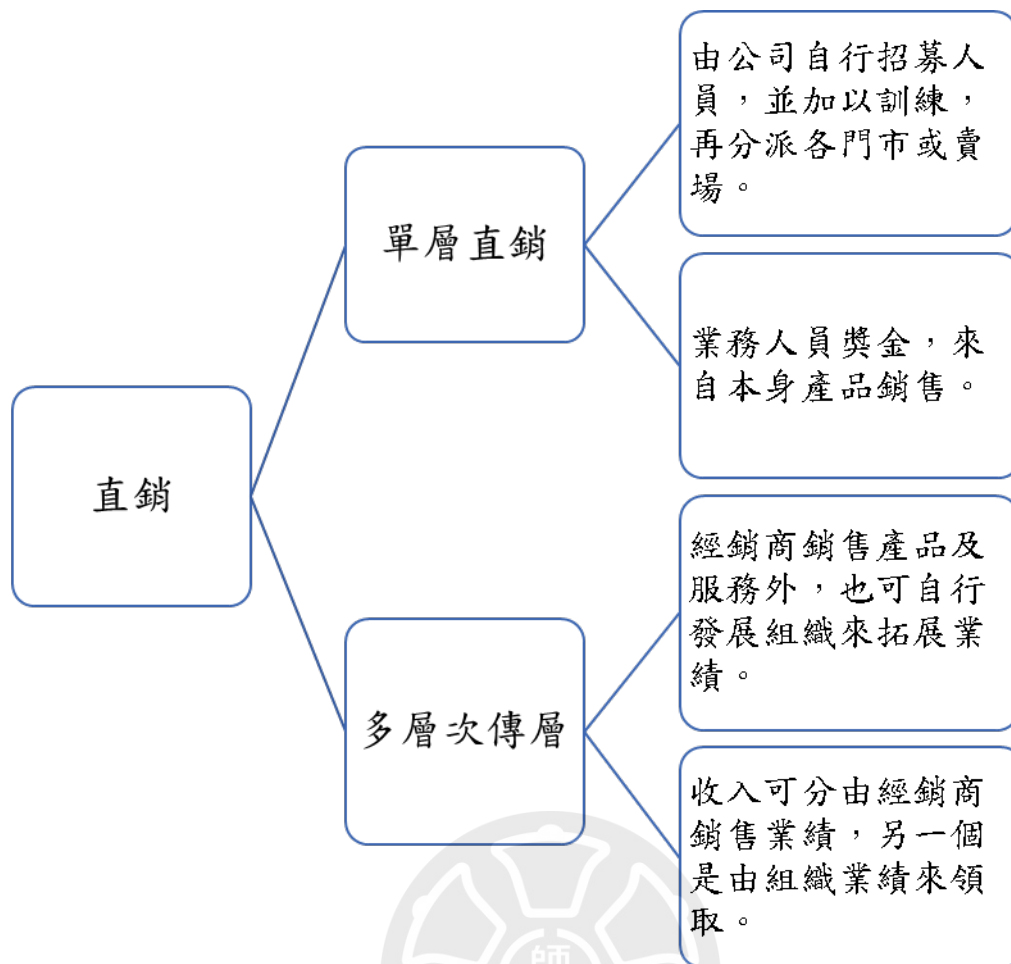 直銷
單層直銷
由公司自行招募人
員，並加以訓練，
再分派各門市或賣
場。
業務人員獎金，來
自本身產品銷售。
多層次傳層
經銷商銷售產品及
服務外，也可自行
發展組織來拓展業
績。
收入可分由經銷商
銷售業績，另一個
是由組織業績來領
取。
師